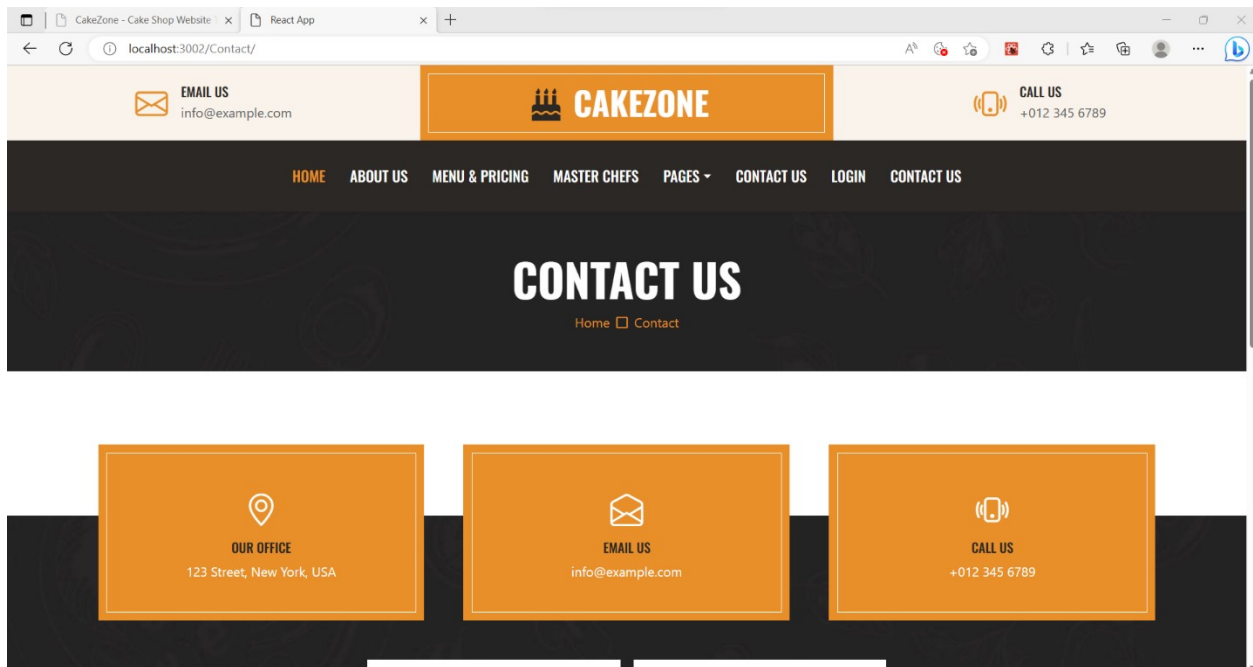 CakeZone - Cake Shop Website
React App
localhost:3002/Contact/
EMAIL US
info@example.com
CAKEZONE
CALL US
+012 345 6789
HOME ABOUT US MENU & PRICING MASTER CHEFS PAGES CONTACT US LOGIN CONTACT US
CONTACT US
Home Contact
OUR OFFICE
123 Street, New York, USA
EMAIL US
info@example.com
CALL US
+012 345 6789